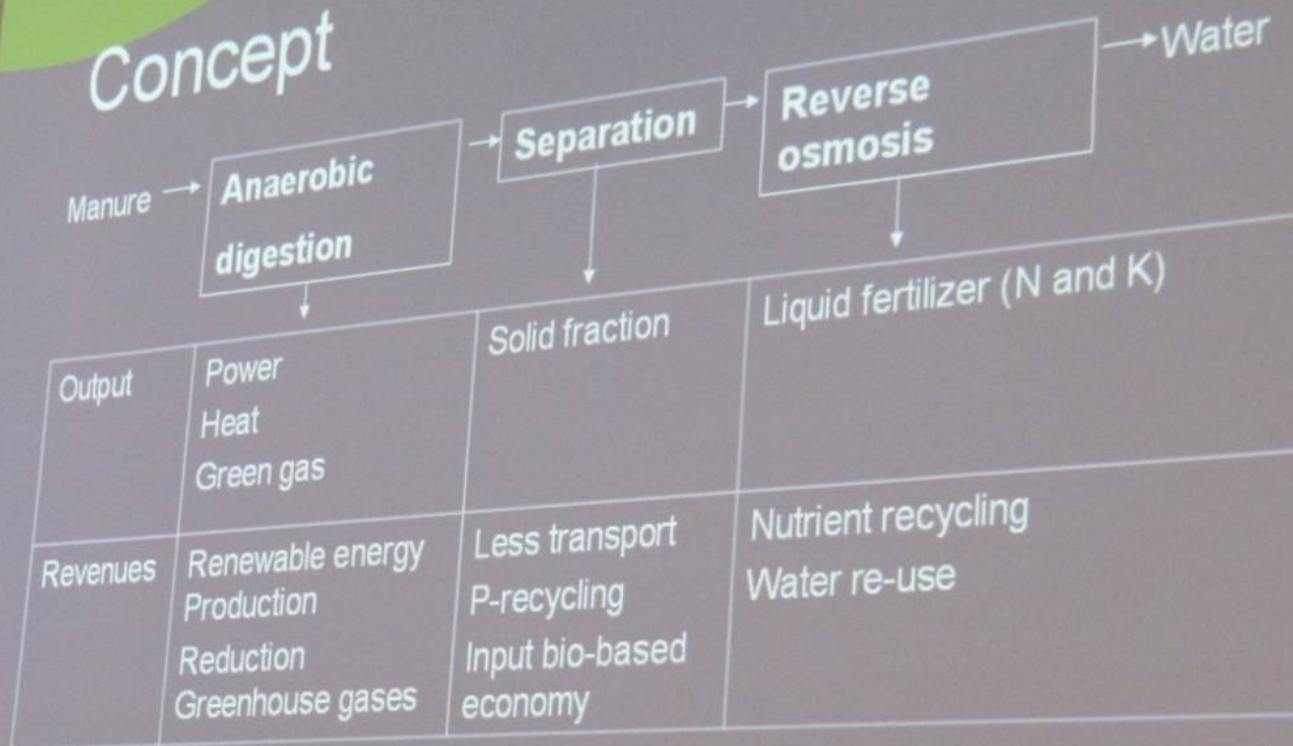 Concept
Manure
Anaerobic
digestion
Separation
Reverse
osmosis
Water
Output
Power
Heat
Green gas
Solid fraction
Liquid fertilizer (N and K)
Revenues
Renewable energy
Production
Reduction
Greenhouse gases
Less transport
P-recycling
Input bio-based
economy
Nutrient recycling
Water re-use